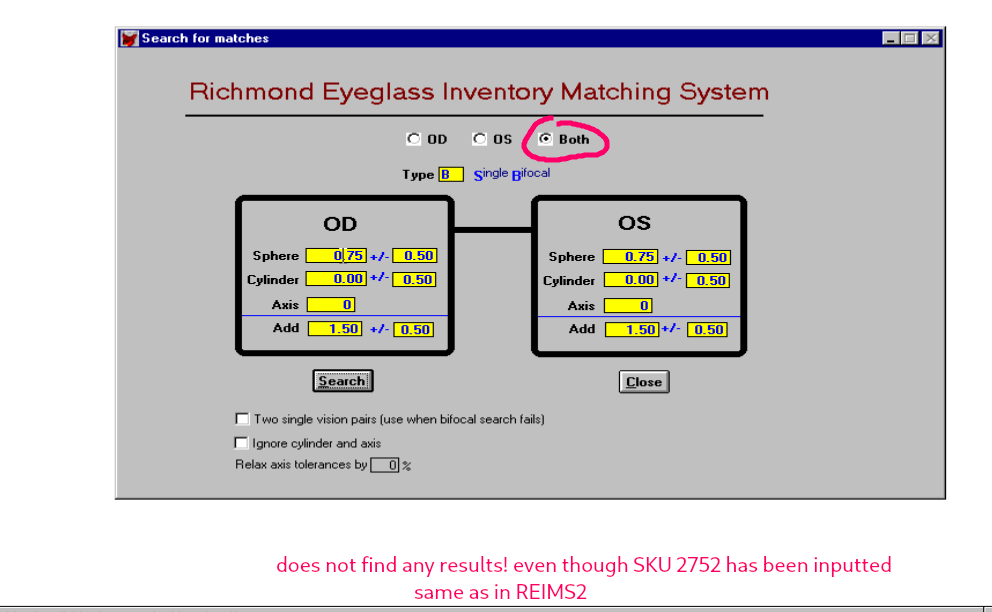 Search for matches
Richmond Eyeglass Inventory Matching System
OD OS Both
Type B Single Bifocal
OD OS
Sphere 0.75 +/- 0.50 Sphere 0.75 +/- 0.50
Cylinder 0.00 +/- 0.50 Cylinder 0.00 +/- 0.50
Axis 0 Axis 0
Add 1.50 +/- 0.50 Add 1.50 +/- 0.50
Search Close
Two single vision pairs (use when bifocal search fails)
Ignore cylinder and axis
Relax axis tolerances by 0 %
does not find any results! even though SKU 2752 has been inputted
same as in REIMS2